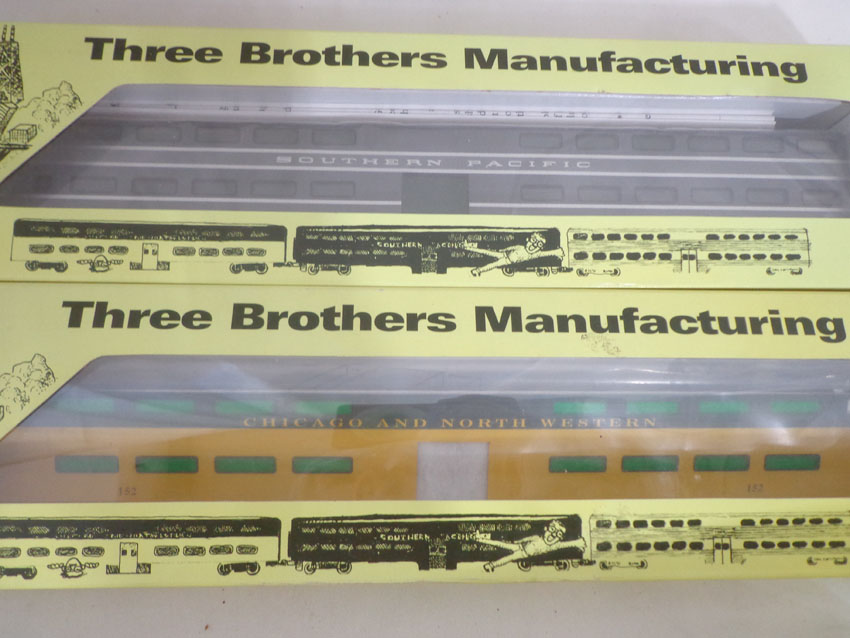 Three Brothers Manufacturing
SOUTHERN PACIFIC
SOUTHERN PACIFIC
Three Brothers Manufacturing
CHICAGO AND NORTH WESTERN
152 152
SOUTHERN PACIFIC